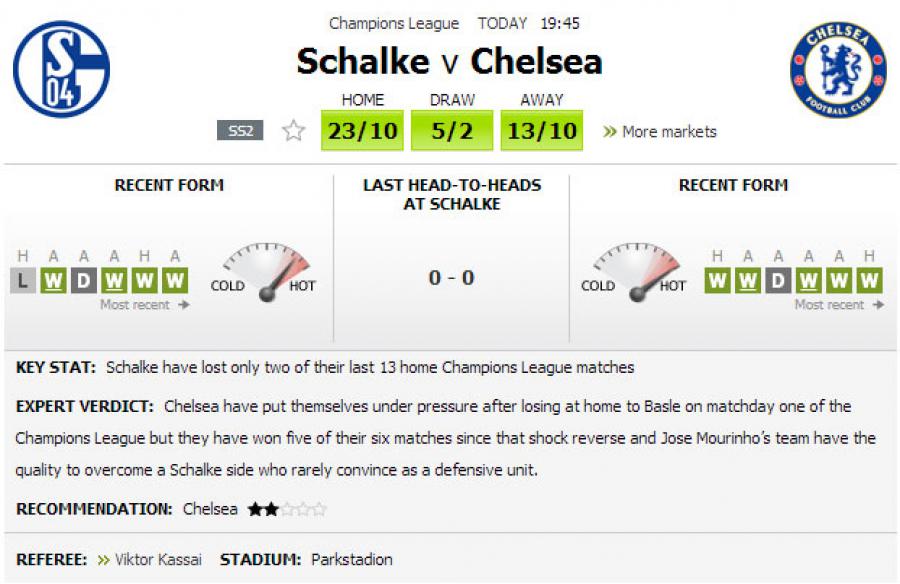 Champions League TODAY 19:45
Schalke v Chelsea
S 04
CHELSEA
FOOTBALL CLUB
HOME DRAW AWAY
SS2 23/10 5/2 13/10 » More markets
RECENT FORM
H A A A H A
L W D W W W
Most recent →
COLD HOT
LAST HEAD-TO-HEADS
AT SCHALKE
0 - 0
RECENT FORM
COLD HOT
H A A A A H
W W D W W W
Most recent →
KEY STAT: Schalke have lost only two of their last 13 home Champions League matches
EXPERT VERDICT: Chelsea have put themselves under pressure after losing at home to Basle on matchday one of the
Champions League but they have won five of their six matches since that shock reverse and Jose Mourinho's team have the
quality to overcome a Schalke side who rarely convince as a defensive unit.
RECOMMENDATION: Chelsea ★★☆☆☆
REFEREE: » Viktor Kassai STADIUM: Parkstadion